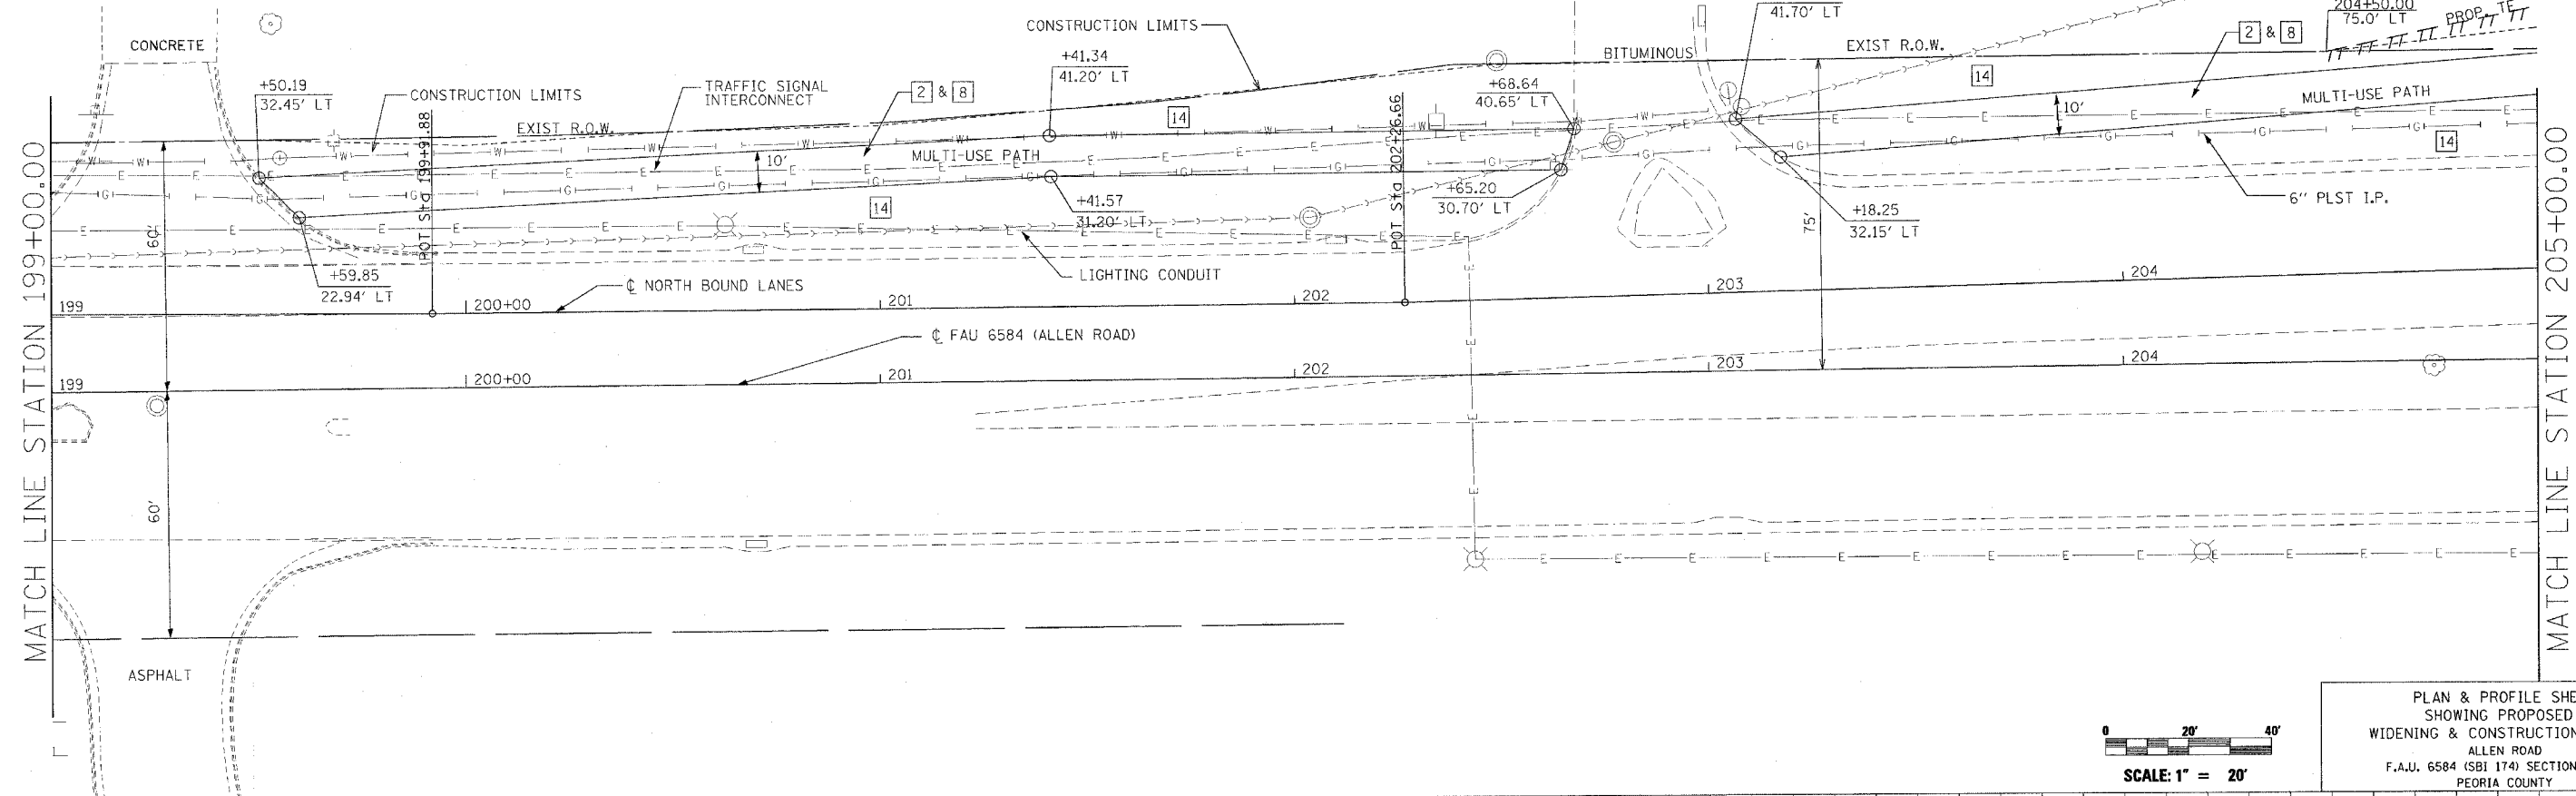 MATCH LINE STATION 199+00.00
CONCRETE
+50.19
32.45' LT
CONSTRUCTION LIMITS
TRAFFIC SIGNAL
INTERCONNECT
2 & 8
EXIST R.O.W.
POT Sta 199+91.88
CONSTRUCTION LIMITS
+41.34
41.20' LT
14
MULTI-USE PATH
10'
14
+41.57
31.20' LT
+59.85
22.94' LT
60'
LIGHTING CONDUIT
℄ NORTH BOUND LANES
199
200+00
201
202
203
204
℄ FAU 6584 (ALLEN ROAD)
199
200+00
201
202
203
204
60'
ASPHALT
POT Sta 202+26.66
+68.64
40.65' LT
+65.20
30.70' LT
BITUMINOUS
41.70' LT
EXIST R.O.W.
14
2 & 8
204+50.00
75.0' LT
PROP. TE
MULTI-USE PATH
10'
14
6'' PLST I.P.
+18.25
32.15' LT
75'
MATCH LINE STATION 205+00.00
0 20' 40'
SCALE: 1" = 20'
PLAN & PROFILE SHE
SHOWING PROPOSED
WIDENING & CONSTRUCTION
ALLEN ROAD
F.A.U. 6584 (SBI 174) SECTION
PEORIA COUNTY